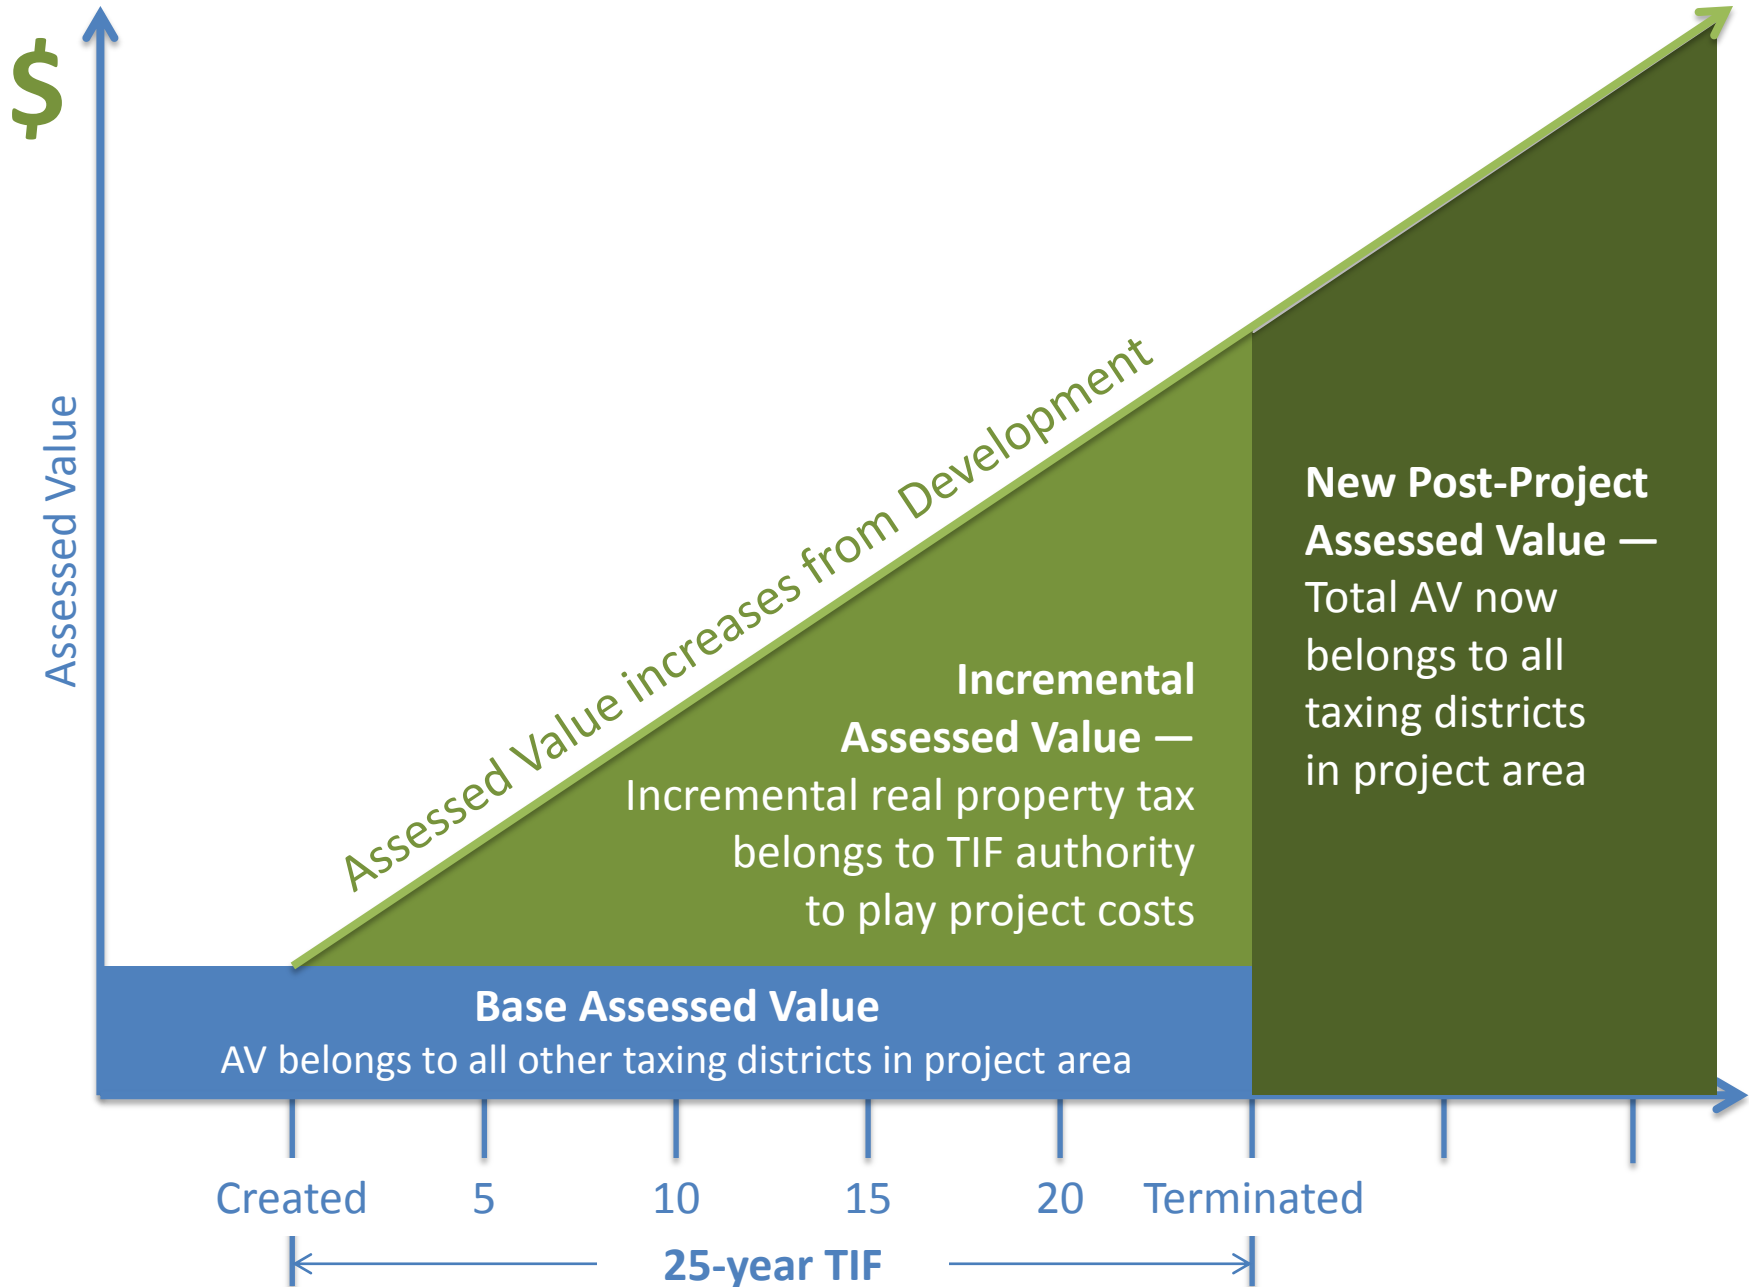 $
Assessed Value
Assessed Value increases from Development
New Post-Project
Assessed Value —
Total AV now
belongs to all
taxing districts
in project area
Incremental
Assessed Value —
Incremental real property tax
belongs to TIF authority
to play project costs
Base Assessed Value
AV belongs to all other taxing districts in project area
Created 5 10 15 20 Terminated
25-year TIF